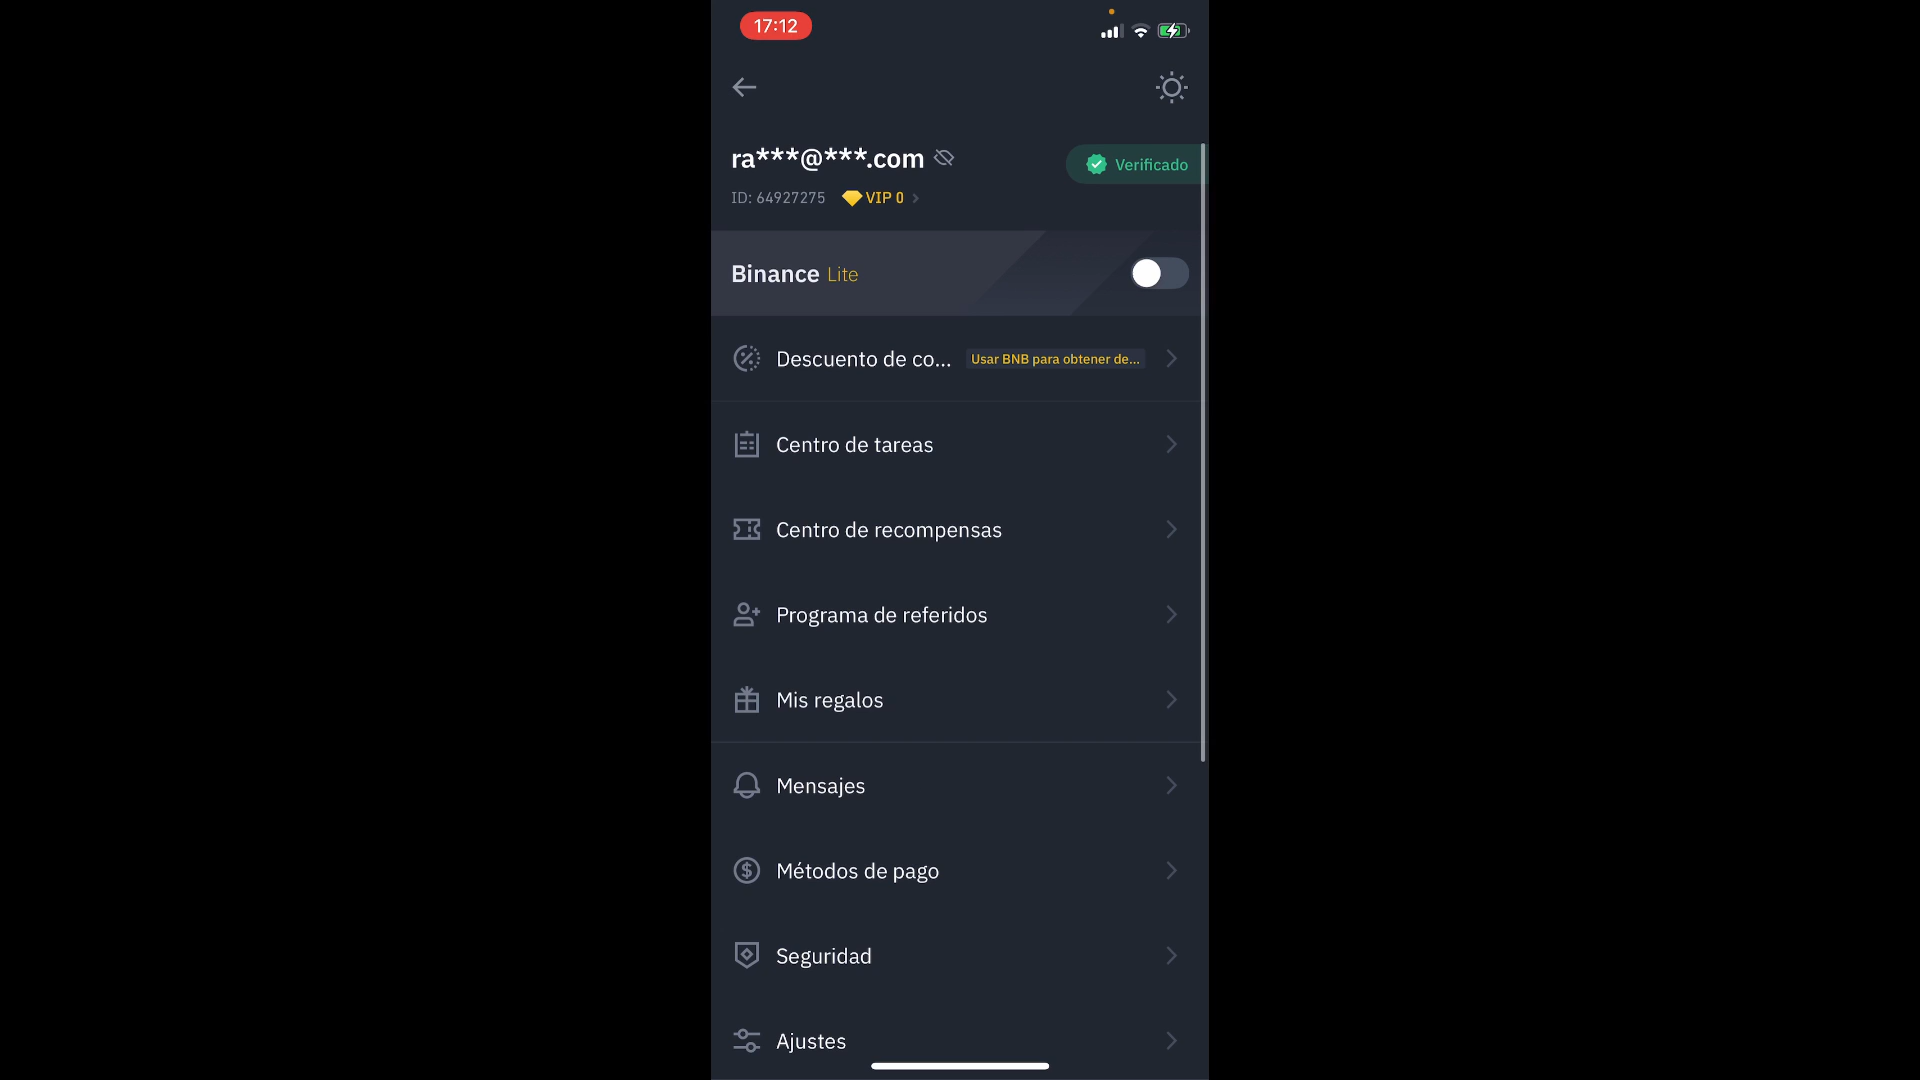 17:12
ra***@***.com
Verificado
ID: 64927275 VIP 0
Binance Lite
Descuento de co... Usar BNB para obtener de...
Centro de tareas
Centro de recompensas
Programa de referidos
Mis regalos
Mensajes
Métodos de pago
Seguridad
Ajustes